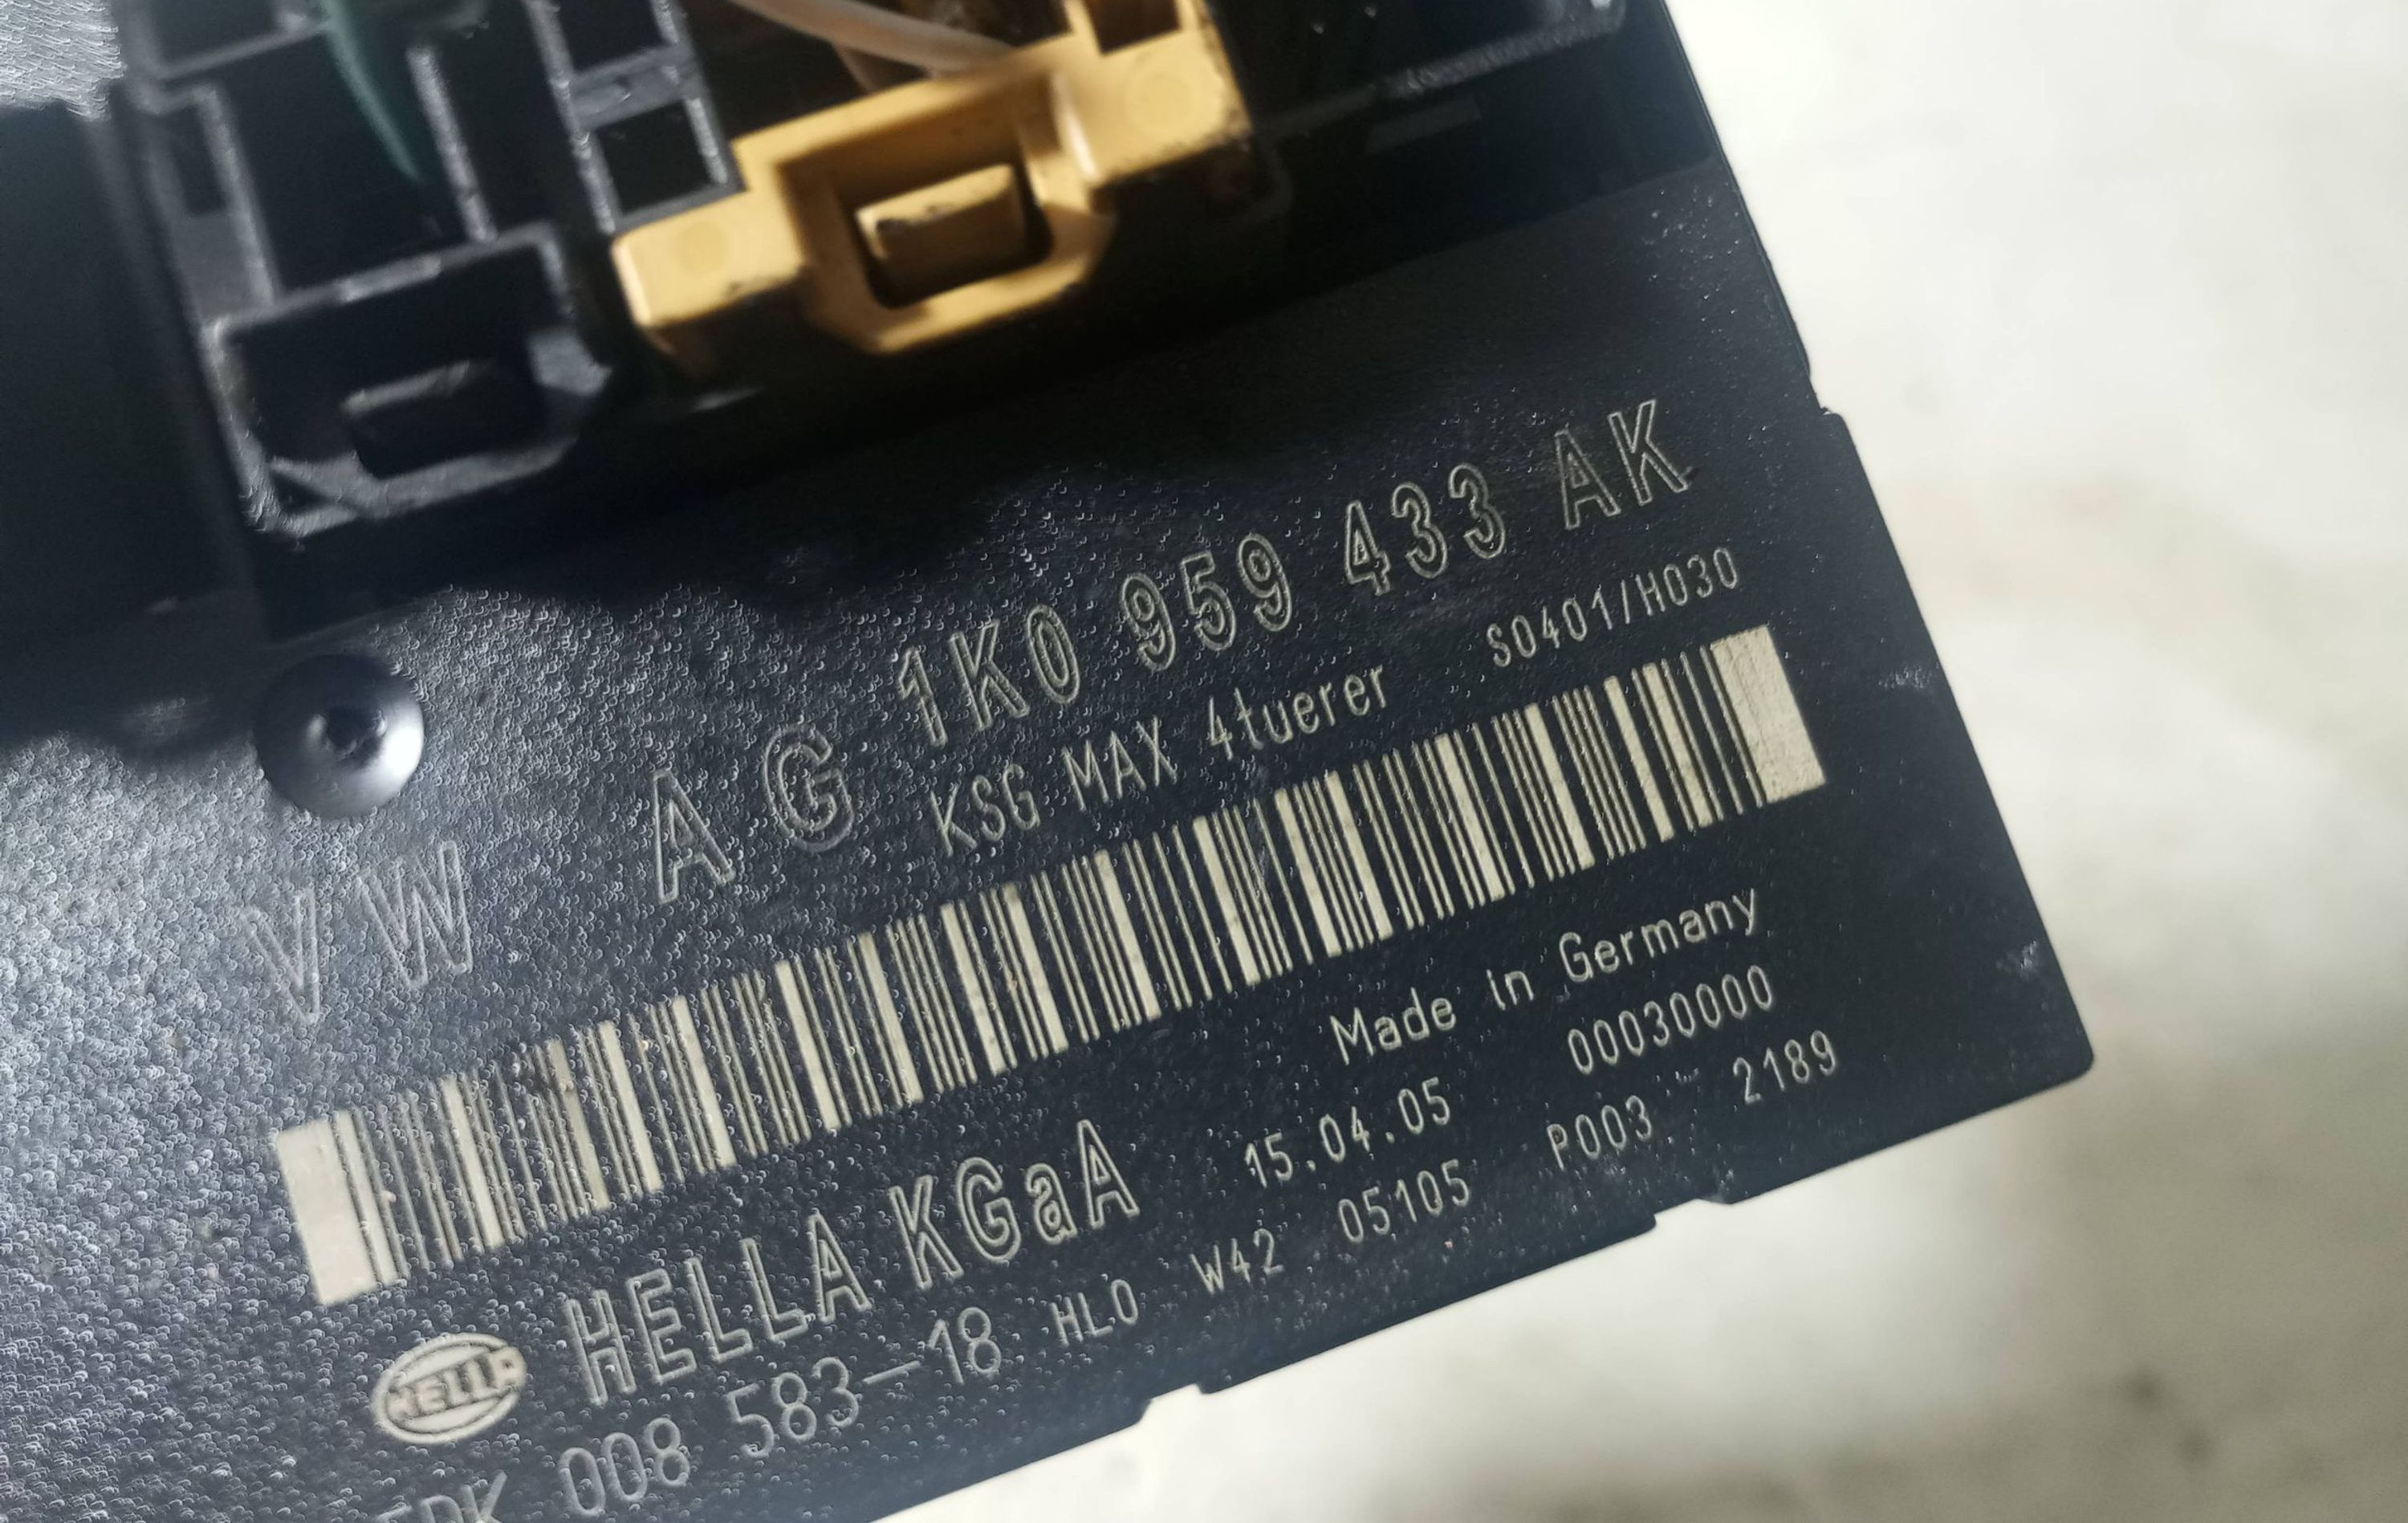 VW AG 1K0 959 433 AK
KSG MAX 4tuerer S0401/H030
Made in Germany
HELLA HELLA KGaA 15.04.05 00030000
008 583-18 HLO W42 05105 P003 2189